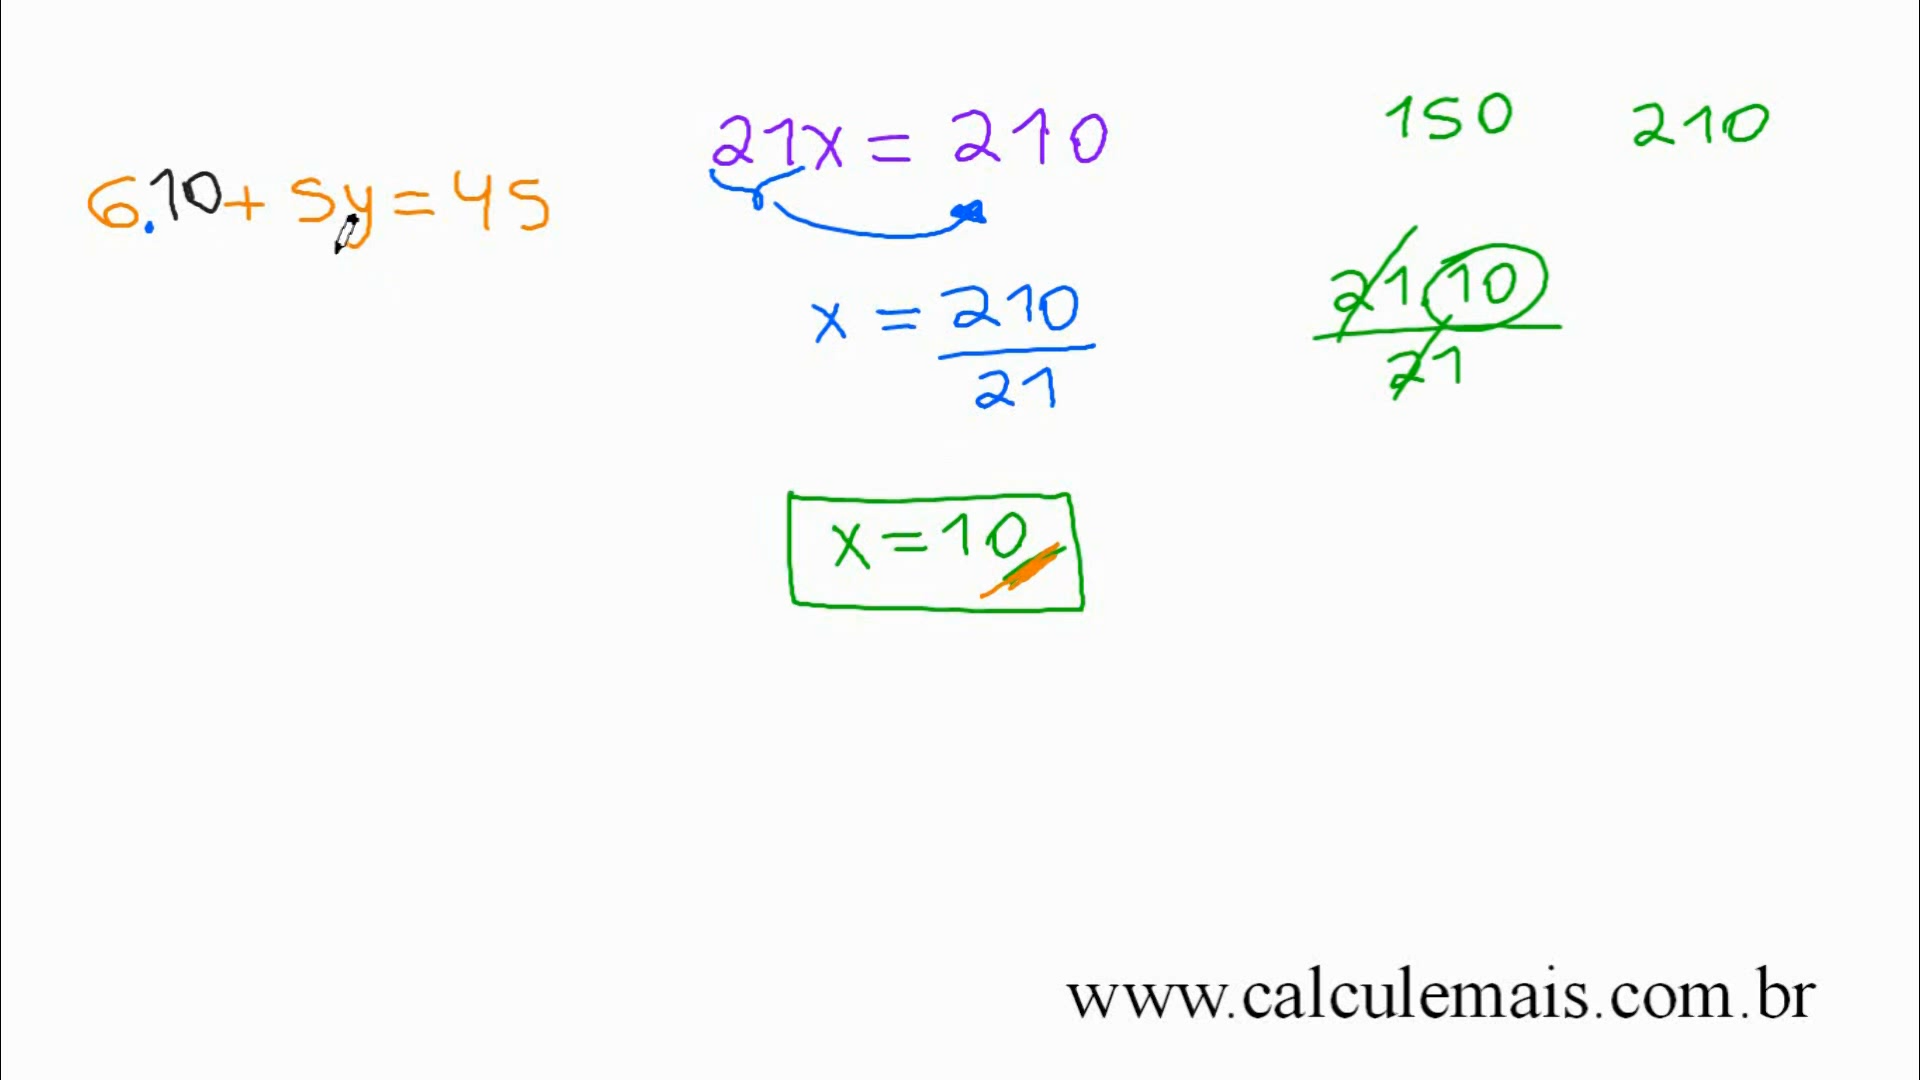 6.10 + 5y = 45
21x = 210
x = 210
21
x = 10
150 210
21.10
21
www.calculemais.com.br